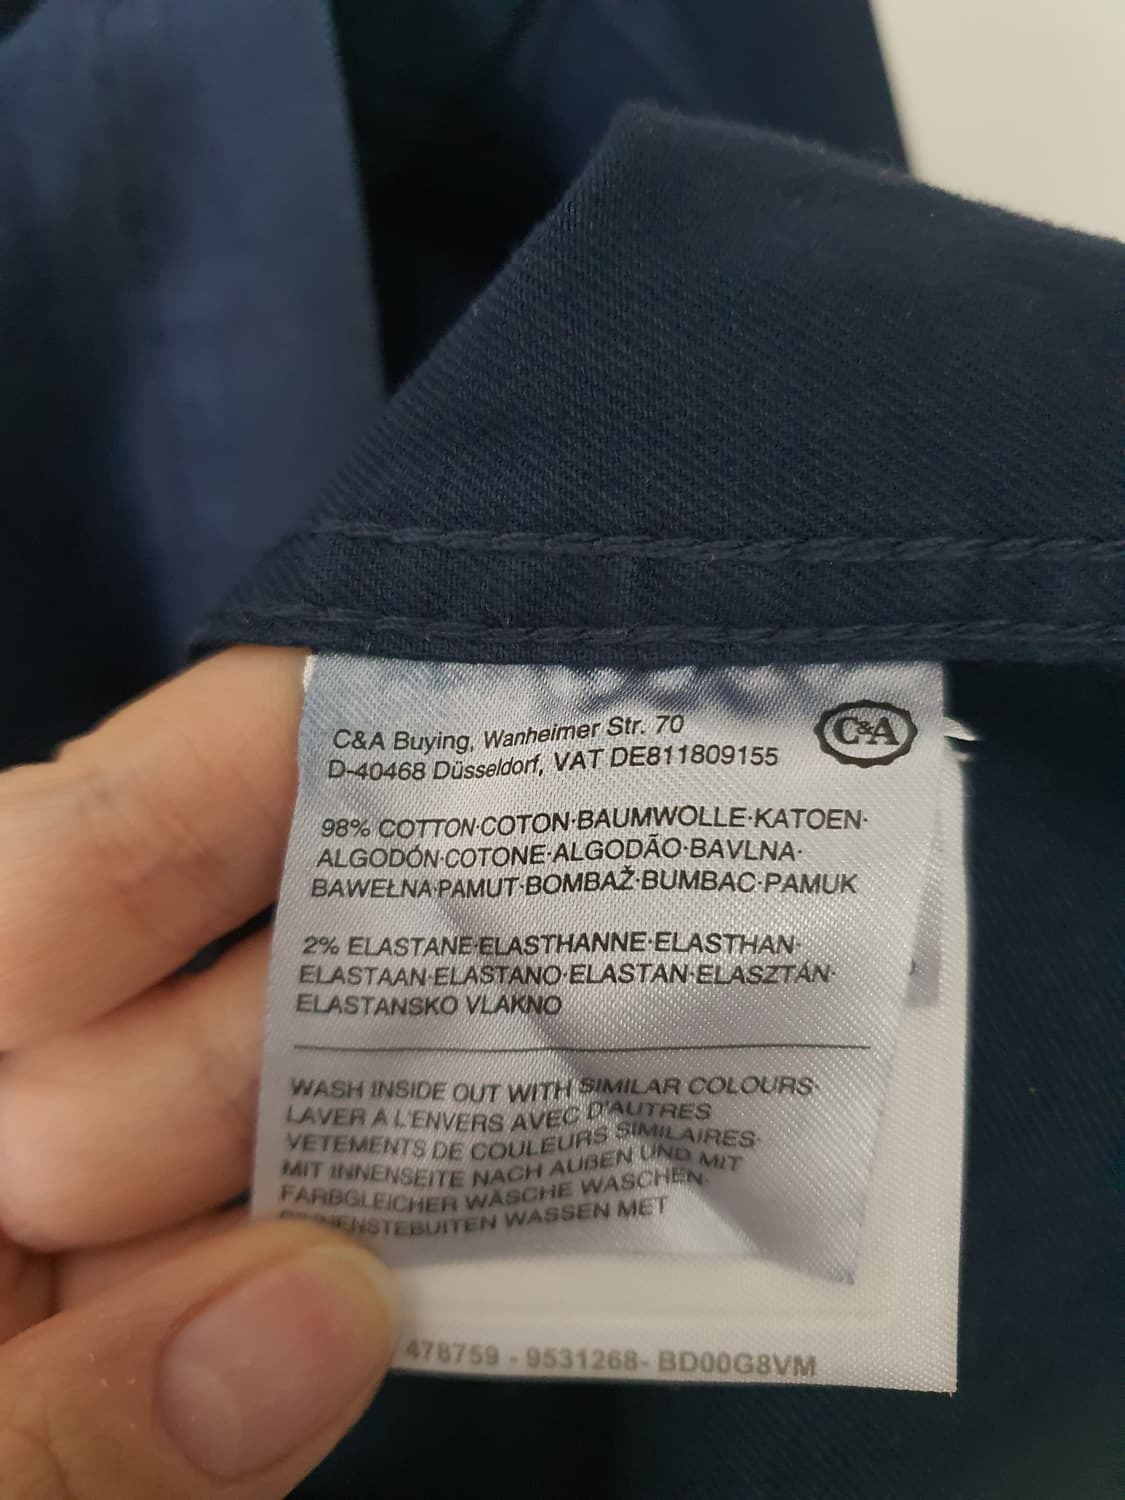 C&A Buying, Wanheimer Str. 70
D-40468 Düsseldorf, VAT DE811809155
C&A
98% COTTON·COTON·BAUMWOLLE·KATOEN·
ALGODÓN·COTONE·ALGODÃO·BAVLNA·
BAWEŁNA·PAMUT·BOMBAŽ·BUMBAC·PAMUK
2% ELASTANE·ELASTHANNE·ELASTHAN·
ELASTAAN·ELASTANO·ELASTAN·ELASZTÁN·
ELASTANSKO VLAKNO
WASH INSIDE OUT WITH SIMILAR COLOURS·
LAVER A L'ENVERS AVEC D'AUTRES
VETEMENTS DE COULEURS SIMILAIRES·
MIT INNENSEITE NACH AUßEN UND MIT
FARBGLEICHER WÄSCHE WASCHEN·
WASSEN MET
478759 - 9531268- BD00G8VM